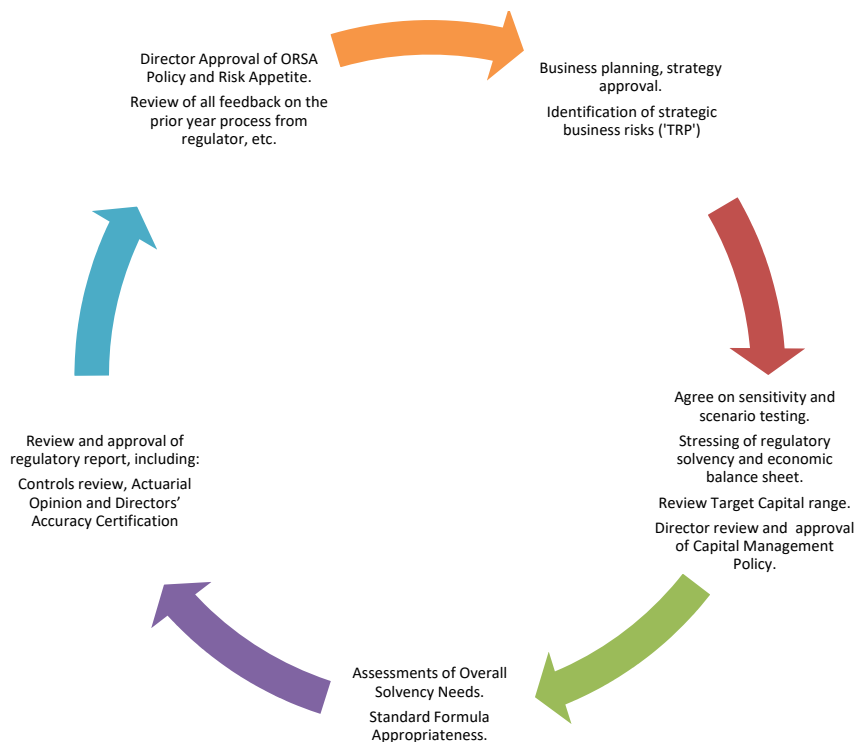 Director Approval of ORSA
Policy and Risk Appetite.
Review of all feedback on the
prior year process from
regulator, etc.
Business planning, strategy
approval.
Identification of strategic
business risks ('TRP')
Agree on sensitivity and
scenario testing.
Stressing of regulatory
solvency and economic
balance sheet.
Review Target Capital range.
Director review and approval
of Capital Management
Policy.
Assessments of Overall
Solvency Needs.
Standard Formula
Appropriateness.
Review and approval of
regulatory report, including:
Controls review, Actuarial
Opinion and Directors’
Accuracy Certification